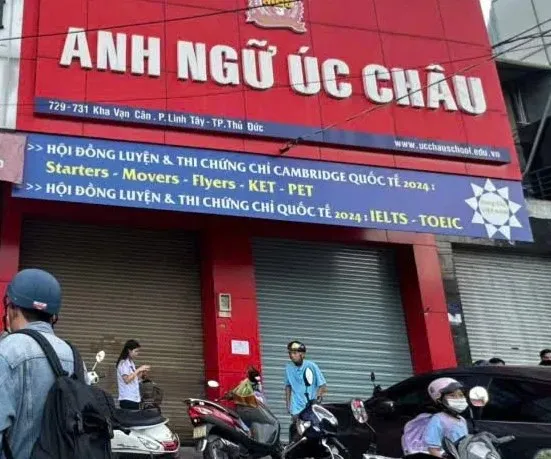 ANH NGỮ ÚC CHÂU
729-731 Kha Vạn Cân . P.Linh Tây - TP.Thủ Đức
www.ucchauschool.edu.vn
>> HỘI ĐỒNG LUYỆN & THI CHỨNG CHỈ CAMBRIDGE QUỐC TẾ 2024 :
Starters - Movers - Flyers - KET - PET
>> HỘI ĐỒNG LUYỆN & THI CHỨNG CHỈ QUỐC TẾ 2024 : IELTS - TOEIC